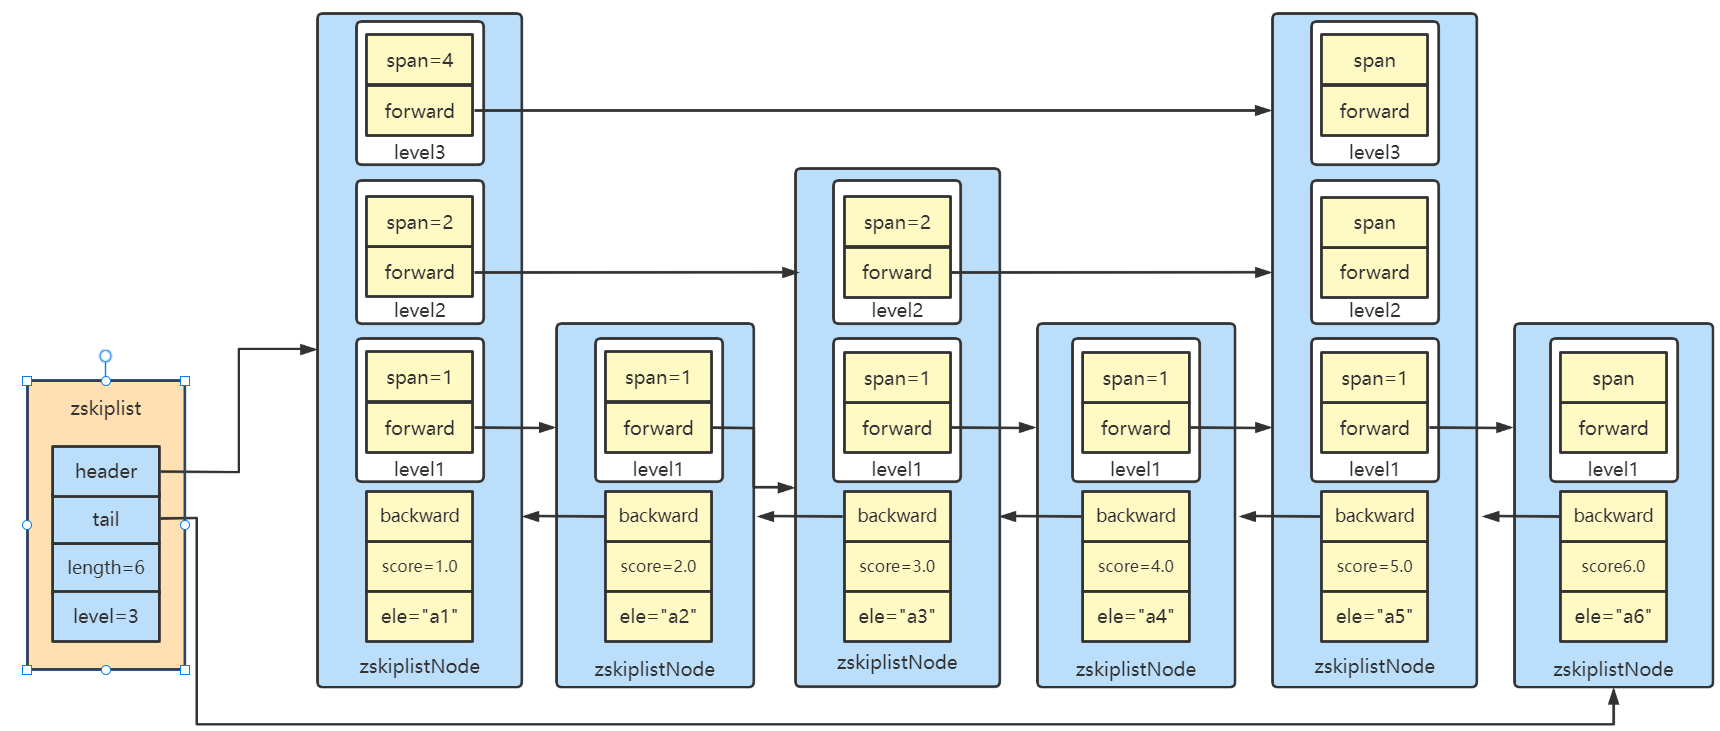 zskiplist
header
tail
length=6
level=3
span=4
forward
level3
span=2
forward
level2
span=1
forward
level1
backward
score=1.0
ele="a1"
zskiplistNode
span=1
forward
level1
backward
score=2.0
ele="a2"
zskiplistNode
span=2
forward
level2
span=1
forward
level1
backward
score=3.0
ele="a3"
zskiplistNode
span=1
forward
level1
backward
score=4.0
ele="a4"
zskiplistNode
span
forward
level3
span
forward
level2
span=1
forward
level1
backward
score=5.0
ele="a5"
zskiplistNode
span
forward
level1
backward
score6.0
ele="a6"
zskiplistNode